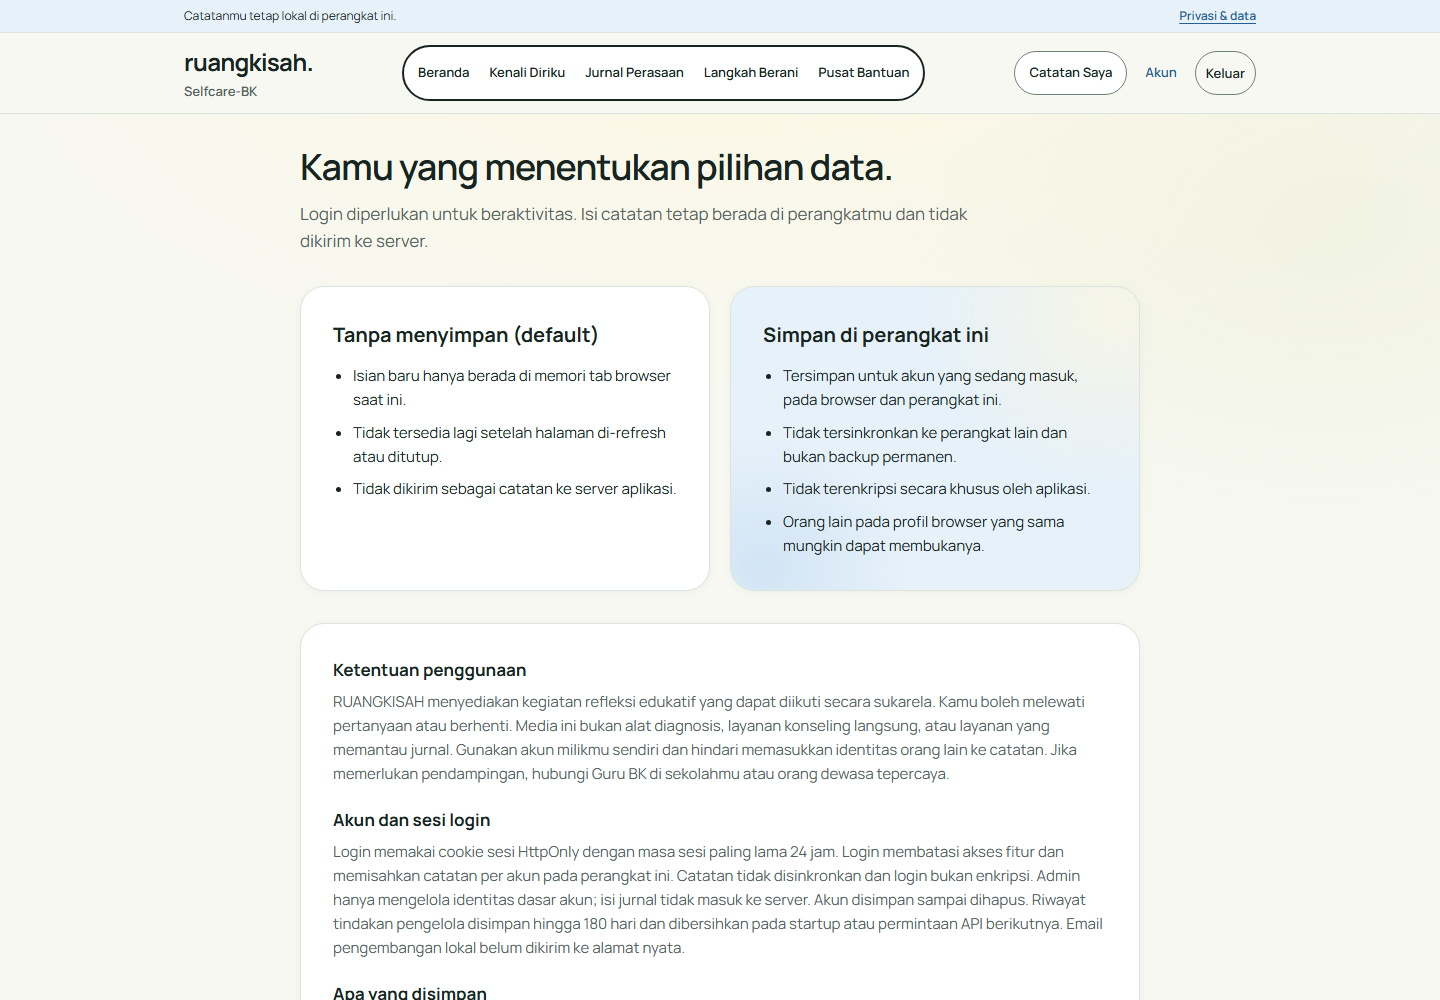 Catatanmu tetap lokal di perangkat ini.
Privasi & data
ruangkisah.
Selfcare-BK
Beranda
Kenali Diriku
Jurnal Perasaan
Langkah Berani
Pusat Bantuan
Catatan Saya
Akun
Keluar
Kamu yang menentukan pilihan data.
Login diperlukan untuk beraktivitas. Isi catatan tetap berada di perangkatmu dan tidak
dikirim ke server.
Tanpa menyimpan (default)
Isian baru hanya berada di memori tab browser
saat ini.
Tidak tersedia lagi setelah halaman di-refresh
atau ditutup.
Tidak dikirim sebagai catatan ke server aplikasi.
Simpan di perangkat ini
Tersimpan untuk akun yang sedang masuk,
pada browser dan perangkat ini.
Tidak tersinkronkan ke perangkat lain dan
bukan backup permanen.
Tidak terenkripsi secara khusus oleh aplikasi.
Orang lain pada profil browser yang sama
mungkin dapat membukanya.
Ketentuan penggunaan
RUANGKISAH menyediakan kegiatan refleksi edukatif yang dapat diikuti secara sukarela. Kamu boleh melewati
pertanyaan atau berhenti. Media ini bukan alat diagnosis, layanan konseling langsung, atau layanan yang
memantau jurnal. Gunakan akun milikmu sendiri dan hindari memasukkan identitas orang lain ke catatan. Jika
memerlukan pendampingan, hubungi Guru BK di sekolahmu atau orang dewasa tepercaya.
Akun dan sesi login
Login memakai cookie sesi HttpOnly dengan masa sesi paling lama 24 jam. Login membatasi akses fitur dan
memisahkan catatan per akun pada perangkat ini. Catatan tidak disinkronkan dan login bukan enkripsi. Admin
hanya mengelola identitas dasar akun; isi jurnal tidak masuk ke server. Akun disimpan sampai dihapus. Riwayat
tindakan pengelola disimpan hingga 180 hari dan dibersihkan pada startup atau permintaan API berikutnya. Email
pengembangan lokal belum dikirim ke alamat nyata.
Apa yang disimpan